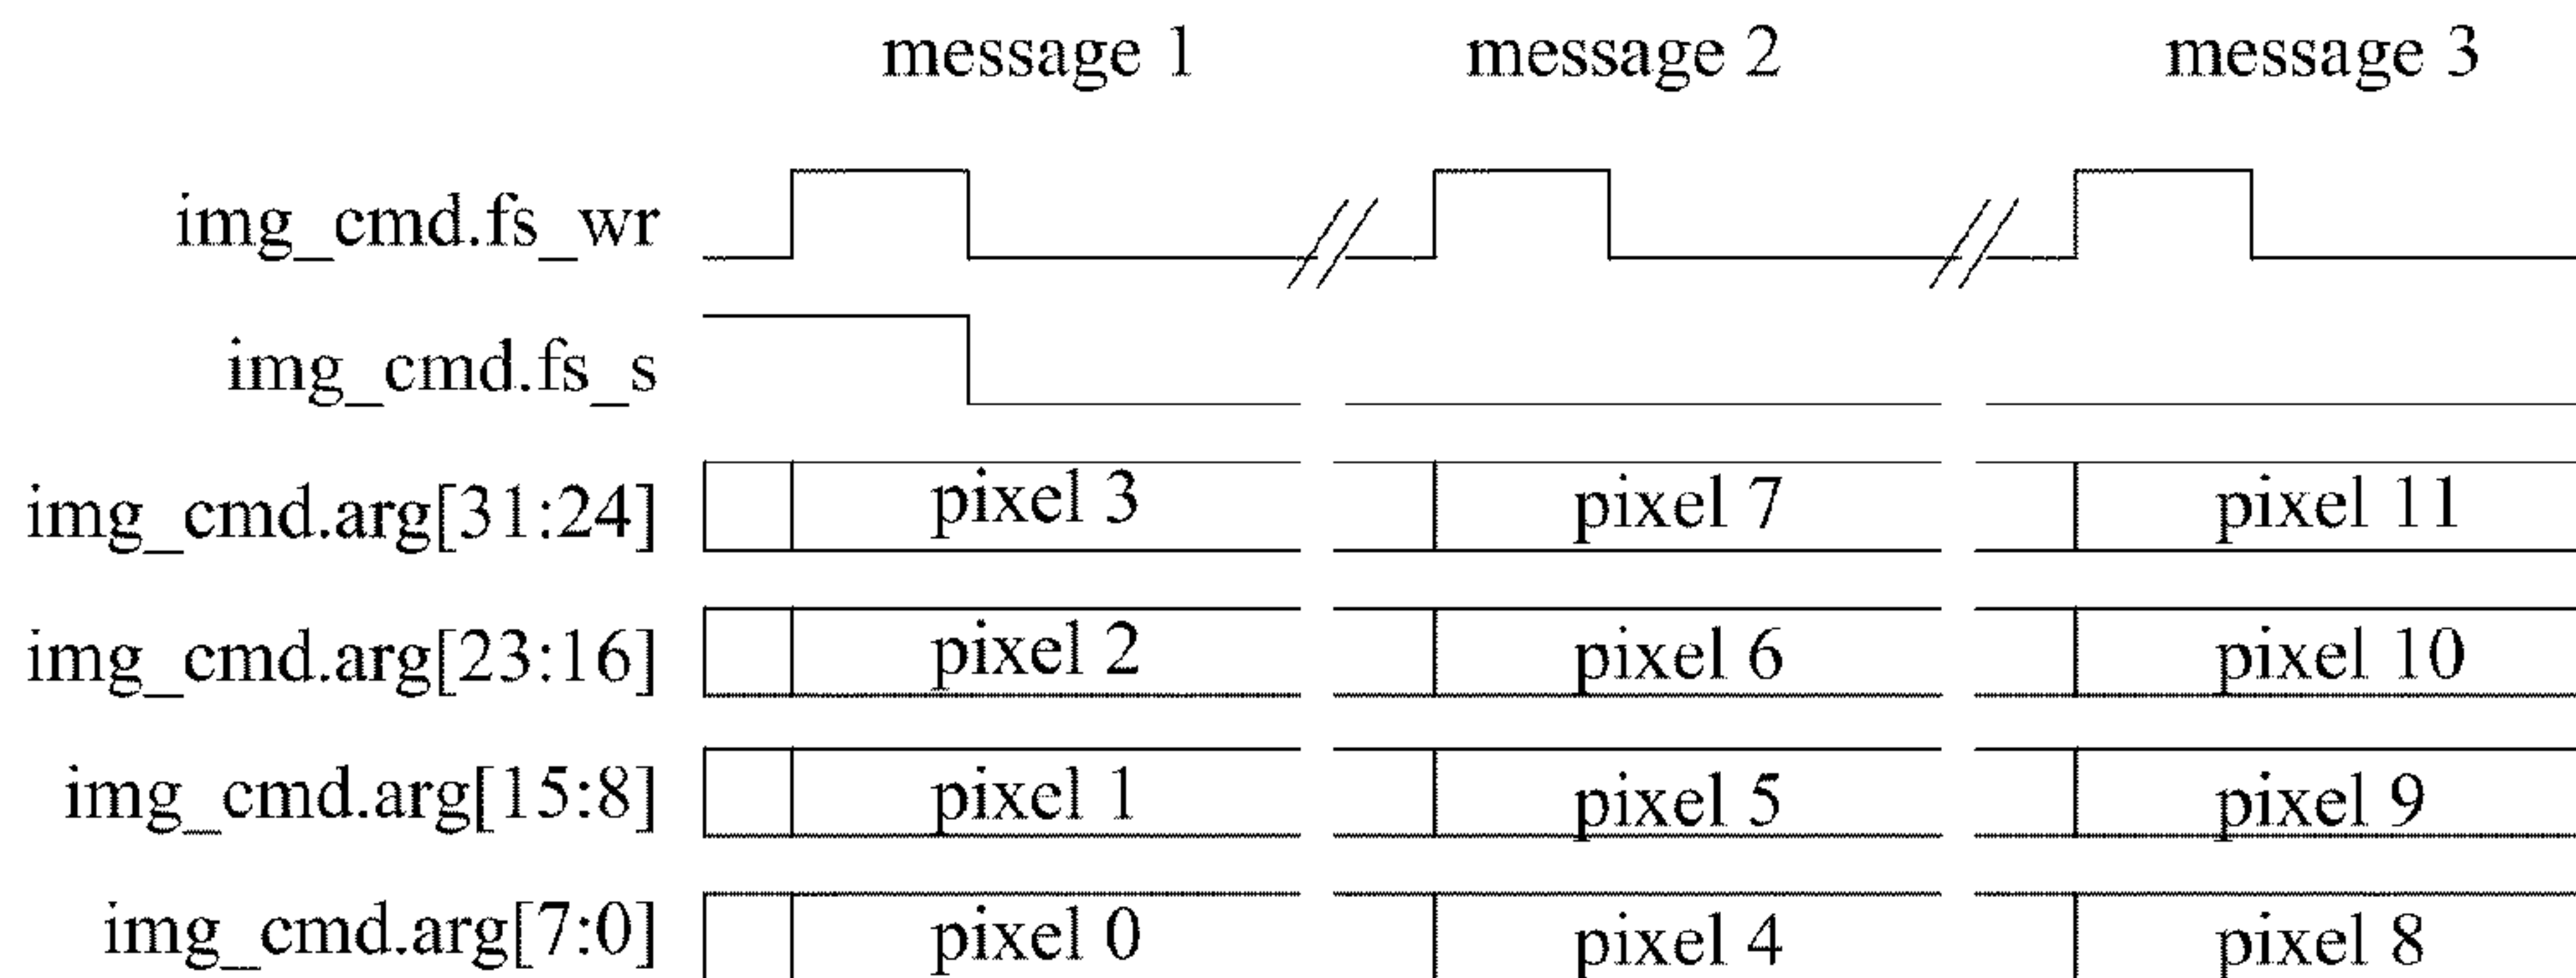 message 1 message 2 message 3
img_cmd.fs_wr
img_cmd.fs_s
img_cmd.arg[31:24] pixel 3 pixel 7 pixel 11
img_cmd.arg[23:16] pixel 2 pixel 6 pixel 10
img_cmd.arg[15:8] pixel 1 pixel 5 pixel 9
img_cmd.arg[7:0] pixel 0 pixel 4 pixel 8